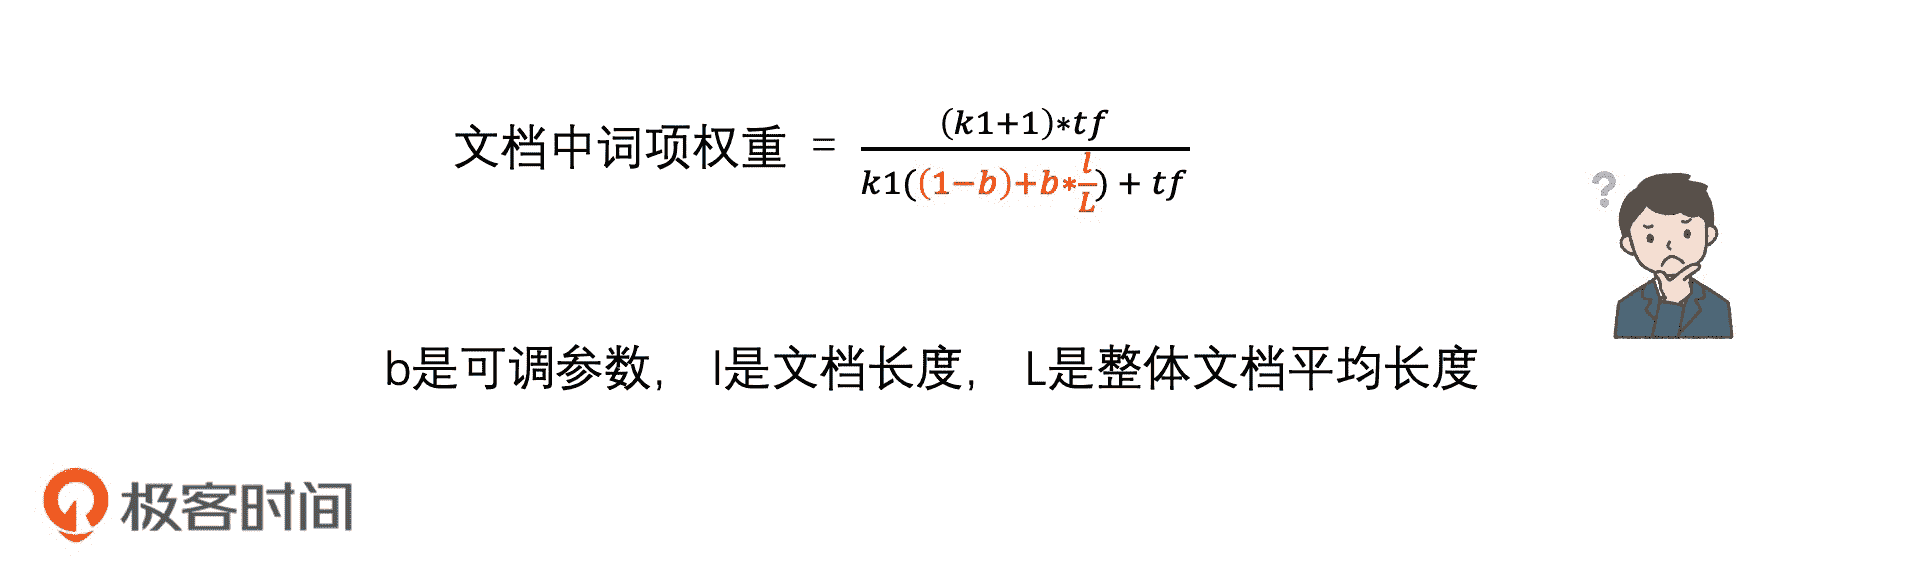 文档中词项权重 = (k1+1)*tf / k1((1−b)+b*l/L) + tf
?
b是可调参数, l是文档长度, L是整体文档平均长度
极客时间